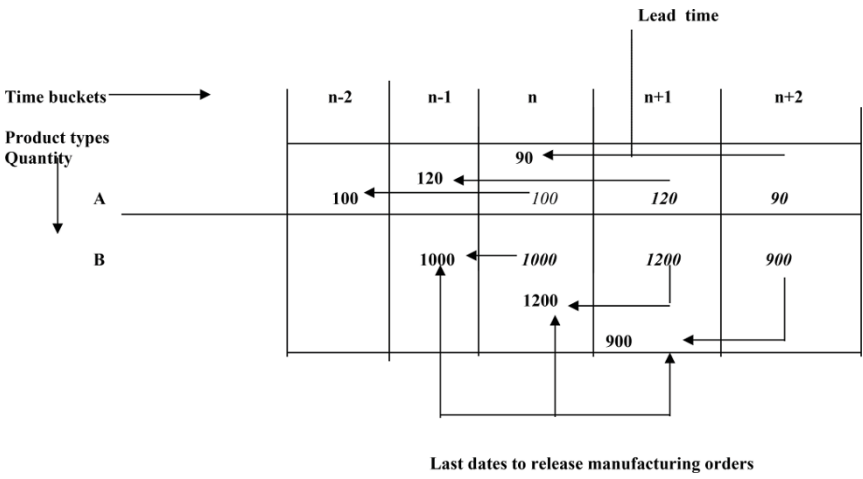 Lead time
Time buckets n-2 n-1 n n+1 n+2
Product types
Quantity
90
120
A 100 100 120 90
B 1000 1000 1200 900
1200
900
Last dates to release manufacturing orders